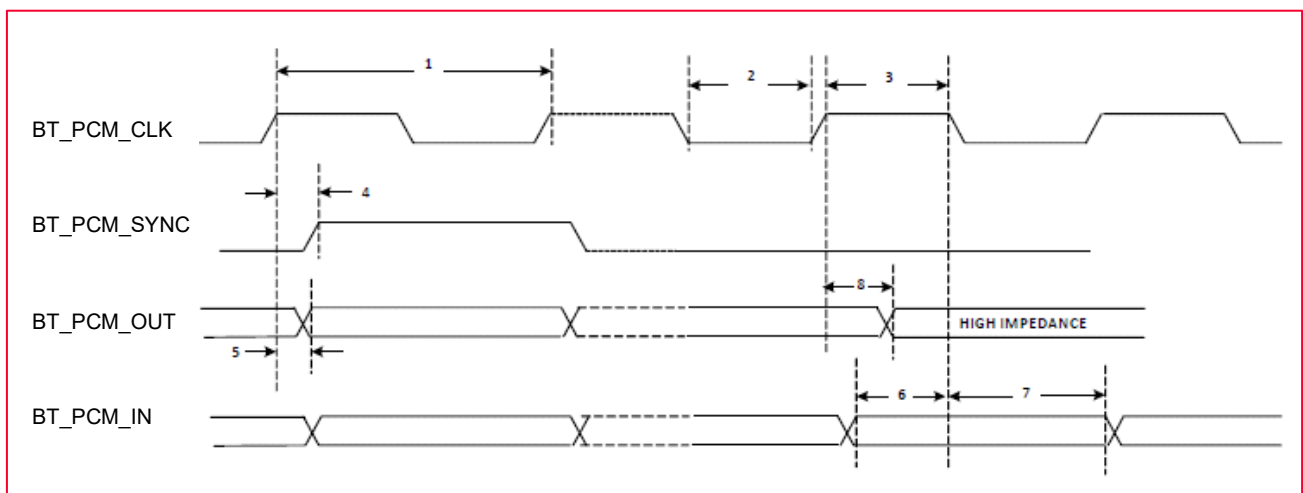 1
2
3
BT_PCM_CLK
4
BT_PCM_SYNC
8
BT_PCM_OUT
HIGH IMPEDANCE
5
6
7
BT_PCM_IN